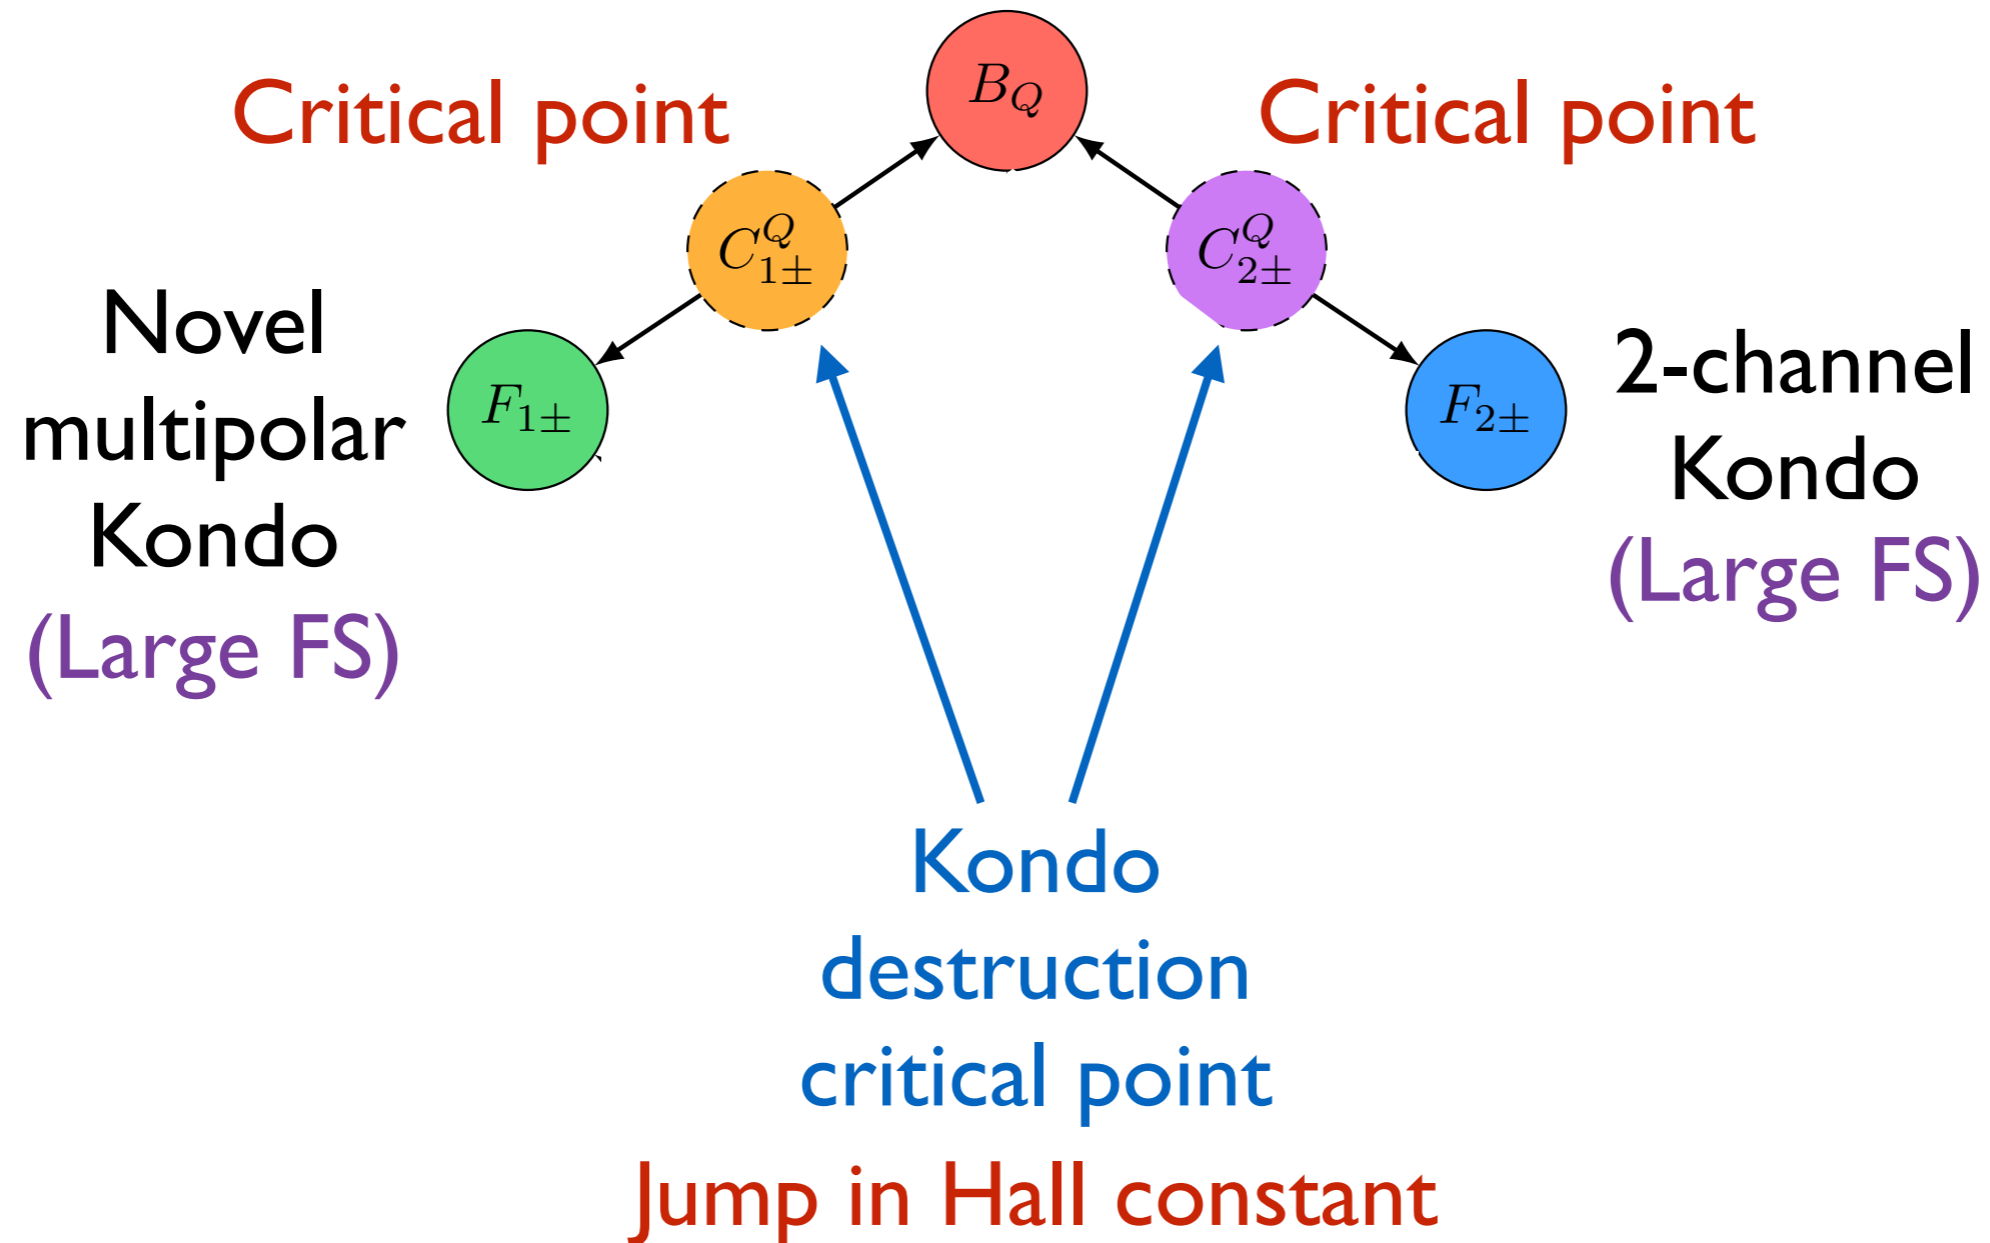 B_Q
Critical point
Critical point
C^Q_{1±}
C^Q_{2±}
Novel
multipolar
Kondo
(Large FS)
F_{1±}
F_{2±}
2-channel
Kondo
(Large FS)
Kondo
destruction
critical point
Jump in Hall constant